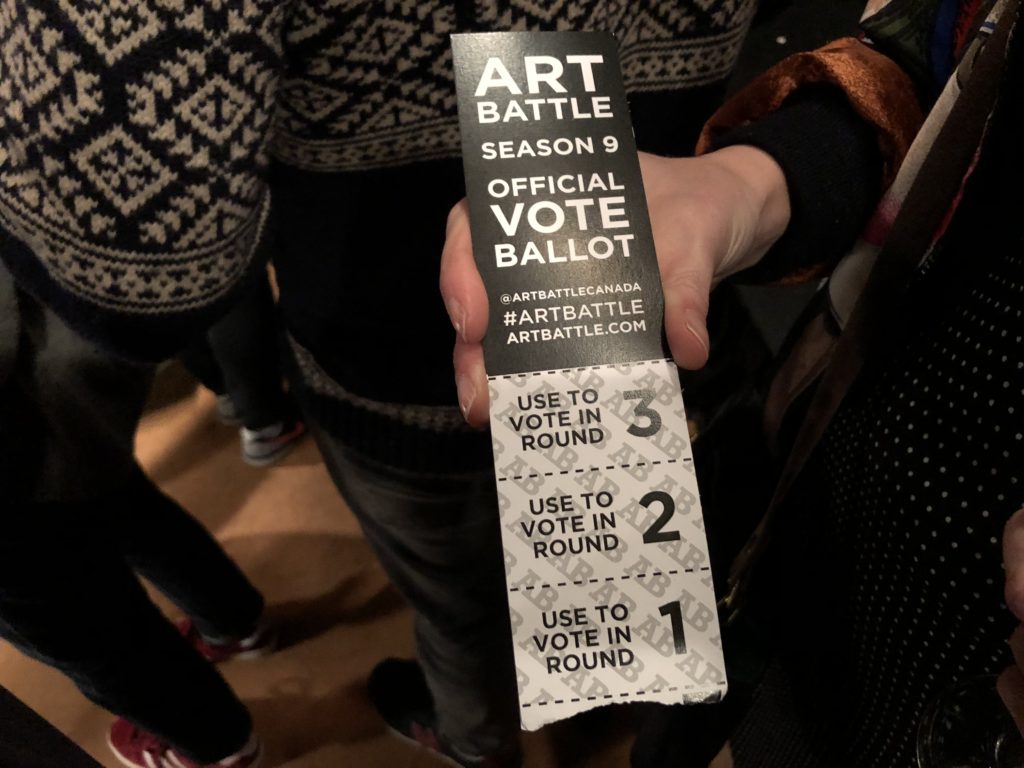 ART
BATTLE
SEASON 9
OFFICIAL
VOTE
BALLOT
@ARTBATTLECANADA
#ARTBATTLE
ARTBATTLE.COM
USE TO
VOTE IN
ROUND 3
USE TO
VOTE IN
ROUND 2
USE TO
VOTE IN
ROUND 1